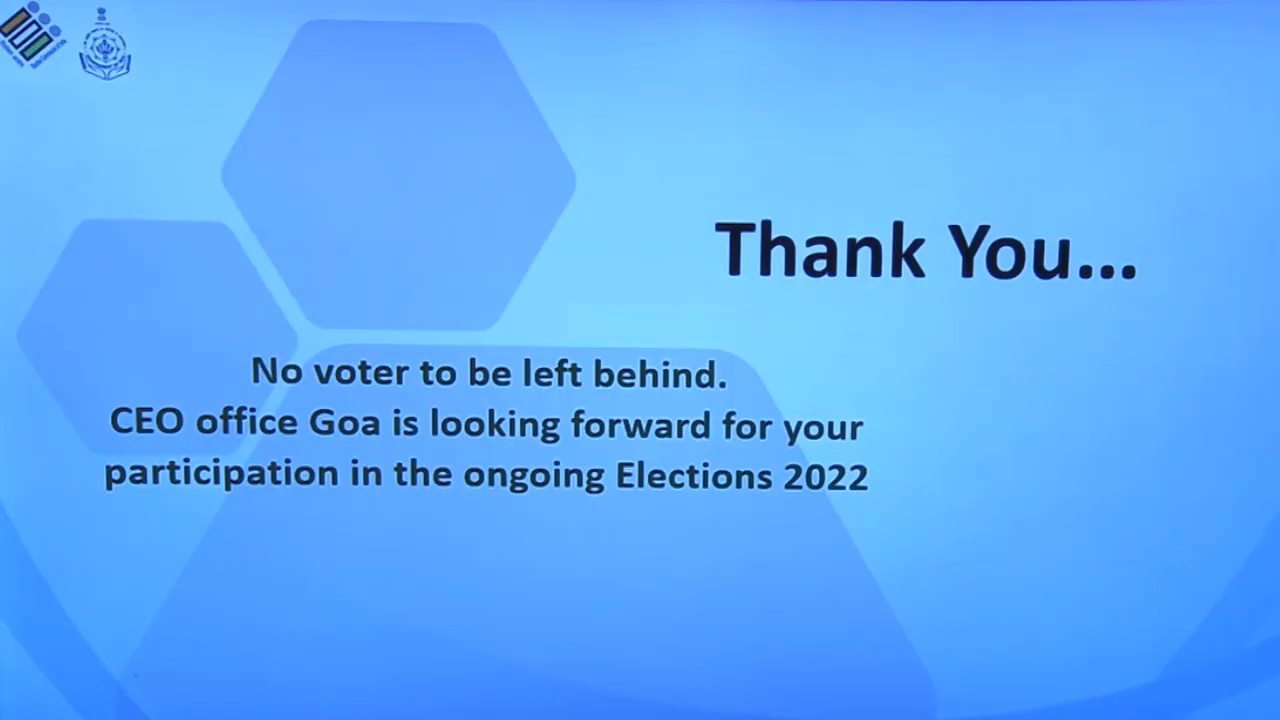 Thank You...
No voter to be left behind.
CEO office Goa is looking forward for your
participation in the ongoing Elections 2022